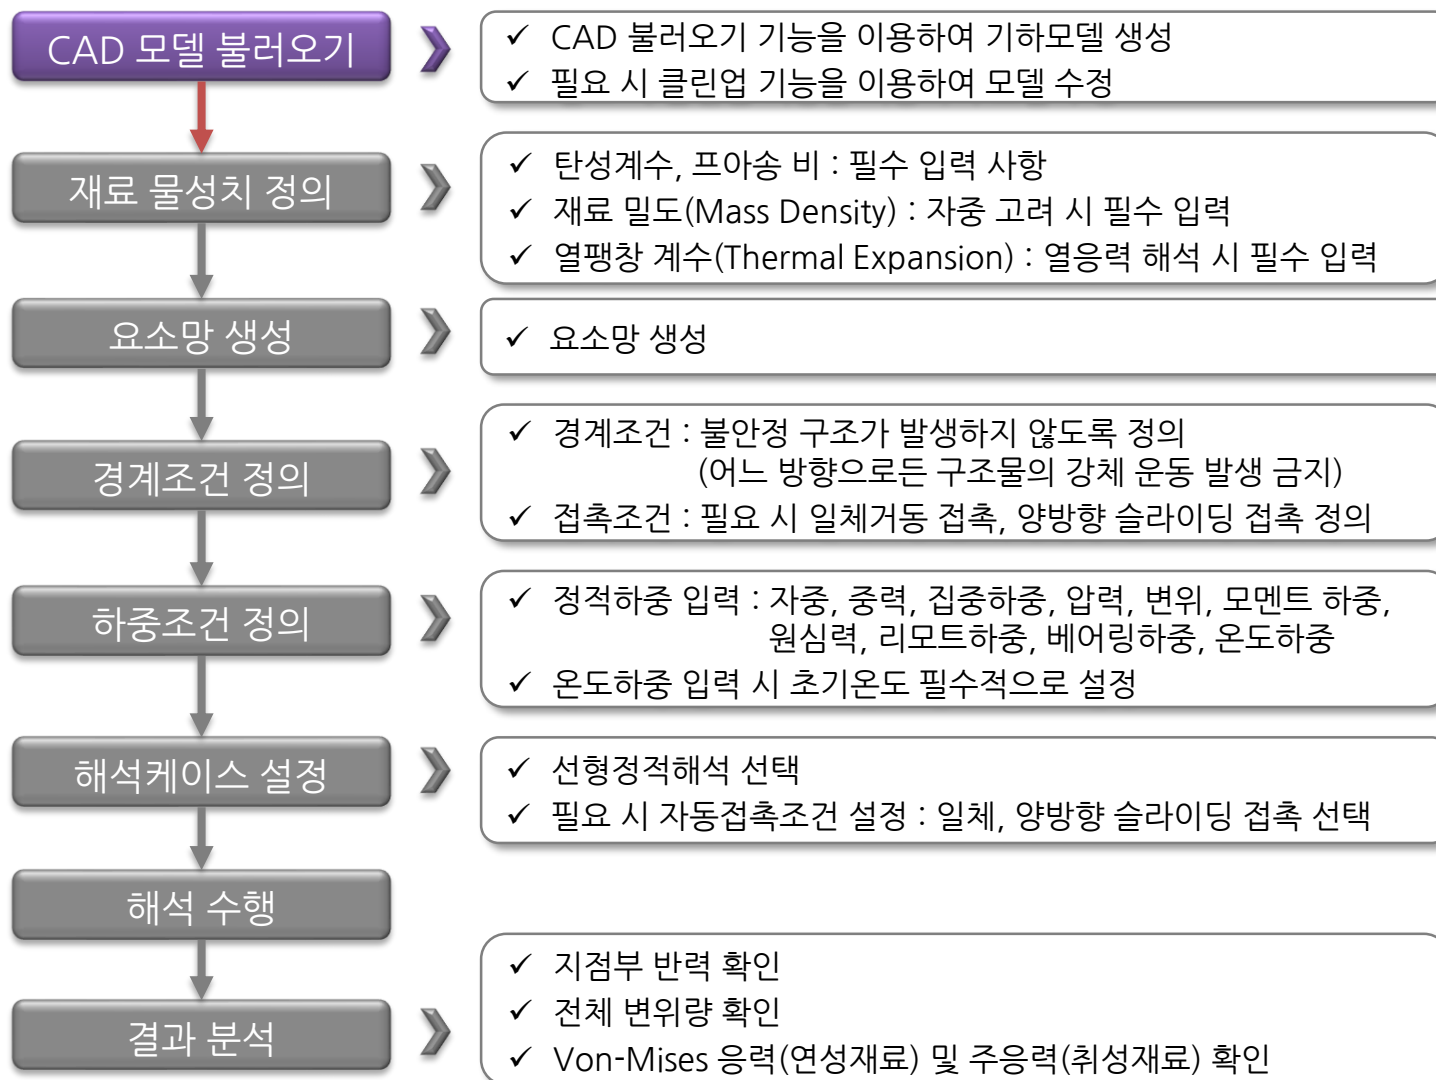 CAD 모델 불러오기
✓ CAD 불러오기 기능을 이용하여 기하모델 생성
✓ 필요 시 클린업 기능을 이용하여 모델 수정
재료 물성치 정의
✓ 탄성계수, 프아송 비 : 필수 입력 사항
✓ 재료 밀도(Mass Density) : 자중 고려 시 필수 입력
✓ 열팽창 계수(Thermal Expansion) : 열응력 해석 시 필수 입력
요소망 생성
✓ 요소망 생성
경계조건 정의
✓ 경계조건 : 불안정 구조가 발생하지 않도록 정의
(어느 방향으로든 구조물의 강체 운동 발생 금지)
✓ 접촉조건 : 필요 시 일체거동 접촉, 양방향 슬라이딩 접촉 정의
하중조건 정의
✓ 정적하중 입력 : 자중, 중력, 집중하중, 압력, 변위, 모멘트 하중,
원심력, 리모트하중, 베어링하중, 온도하중
✓ 온도하중 입력 시 초기온도 필수적으로 설정
해석케이스 설정
✓ 선형정적해석 선택
✓ 필요 시 자동접촉조건 설정 : 일체, 양방향 슬라이딩 접촉 선택
해석 수행
결과 분석
✓ 지점부 반력 확인
✓ 전체 변위량 확인
✓ Von-Mises 응력(연성재료) 및 주응력(취성재료) 확인